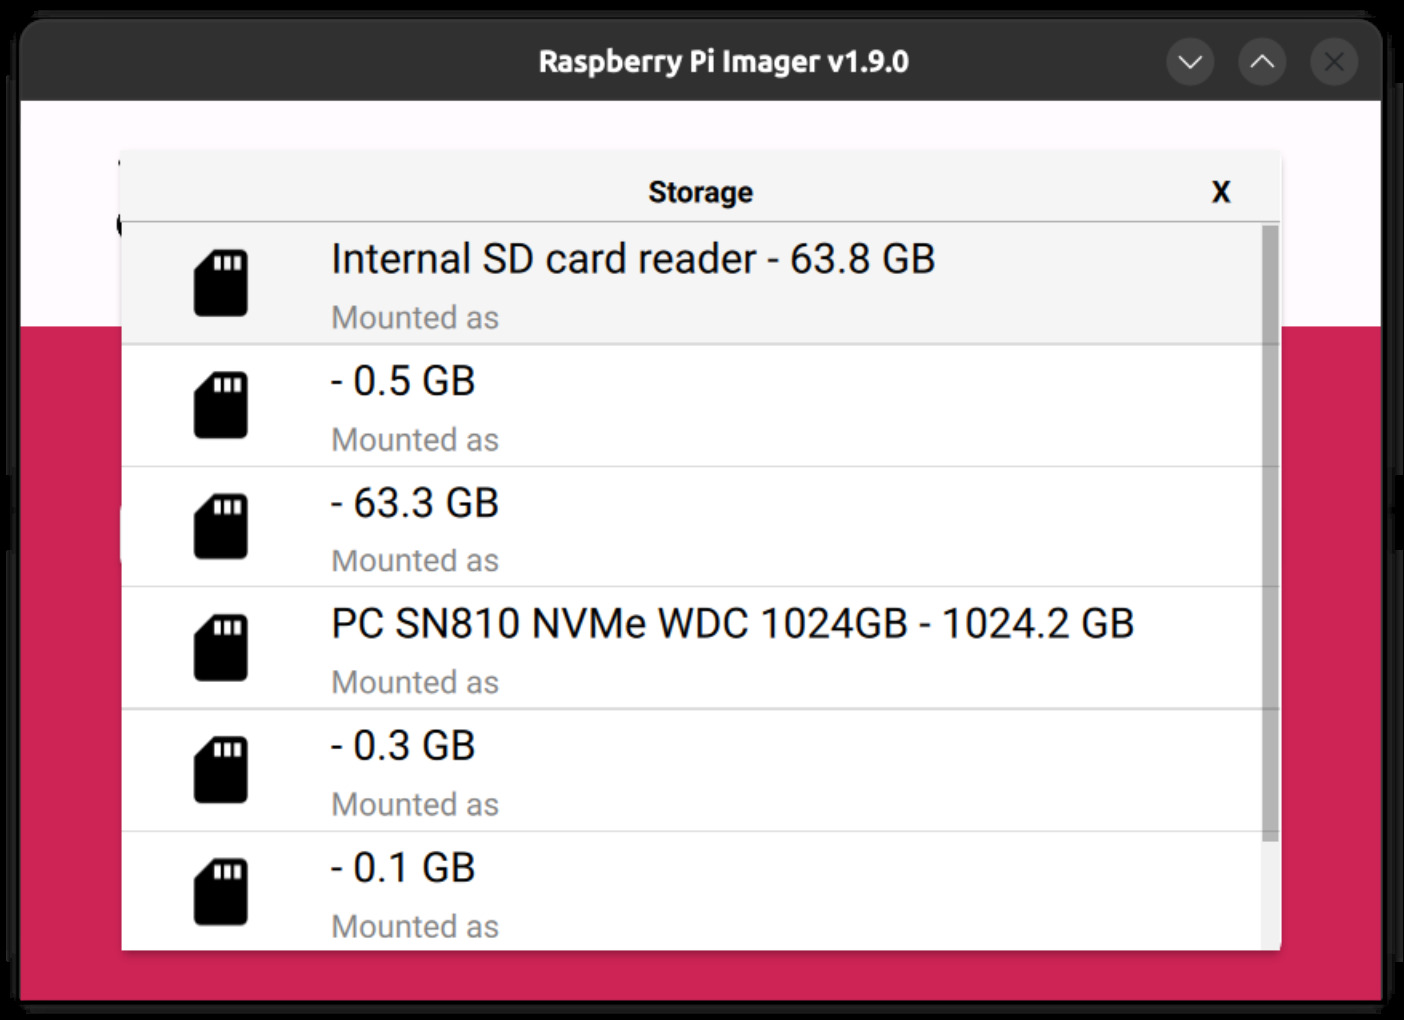 Raspberry Pi Imager v1.9.0
Storage
X
Internal SD card reader - 63.8 GB
Mounted as
- 0.5 GB
Mounted as
- 63.3 GB
Mounted as
PC SN810 NVMe WDC 1024GB - 1024.2 GB
Mounted as
- 0.3 GB
Mounted as
- 0.1 GB
Mounted as